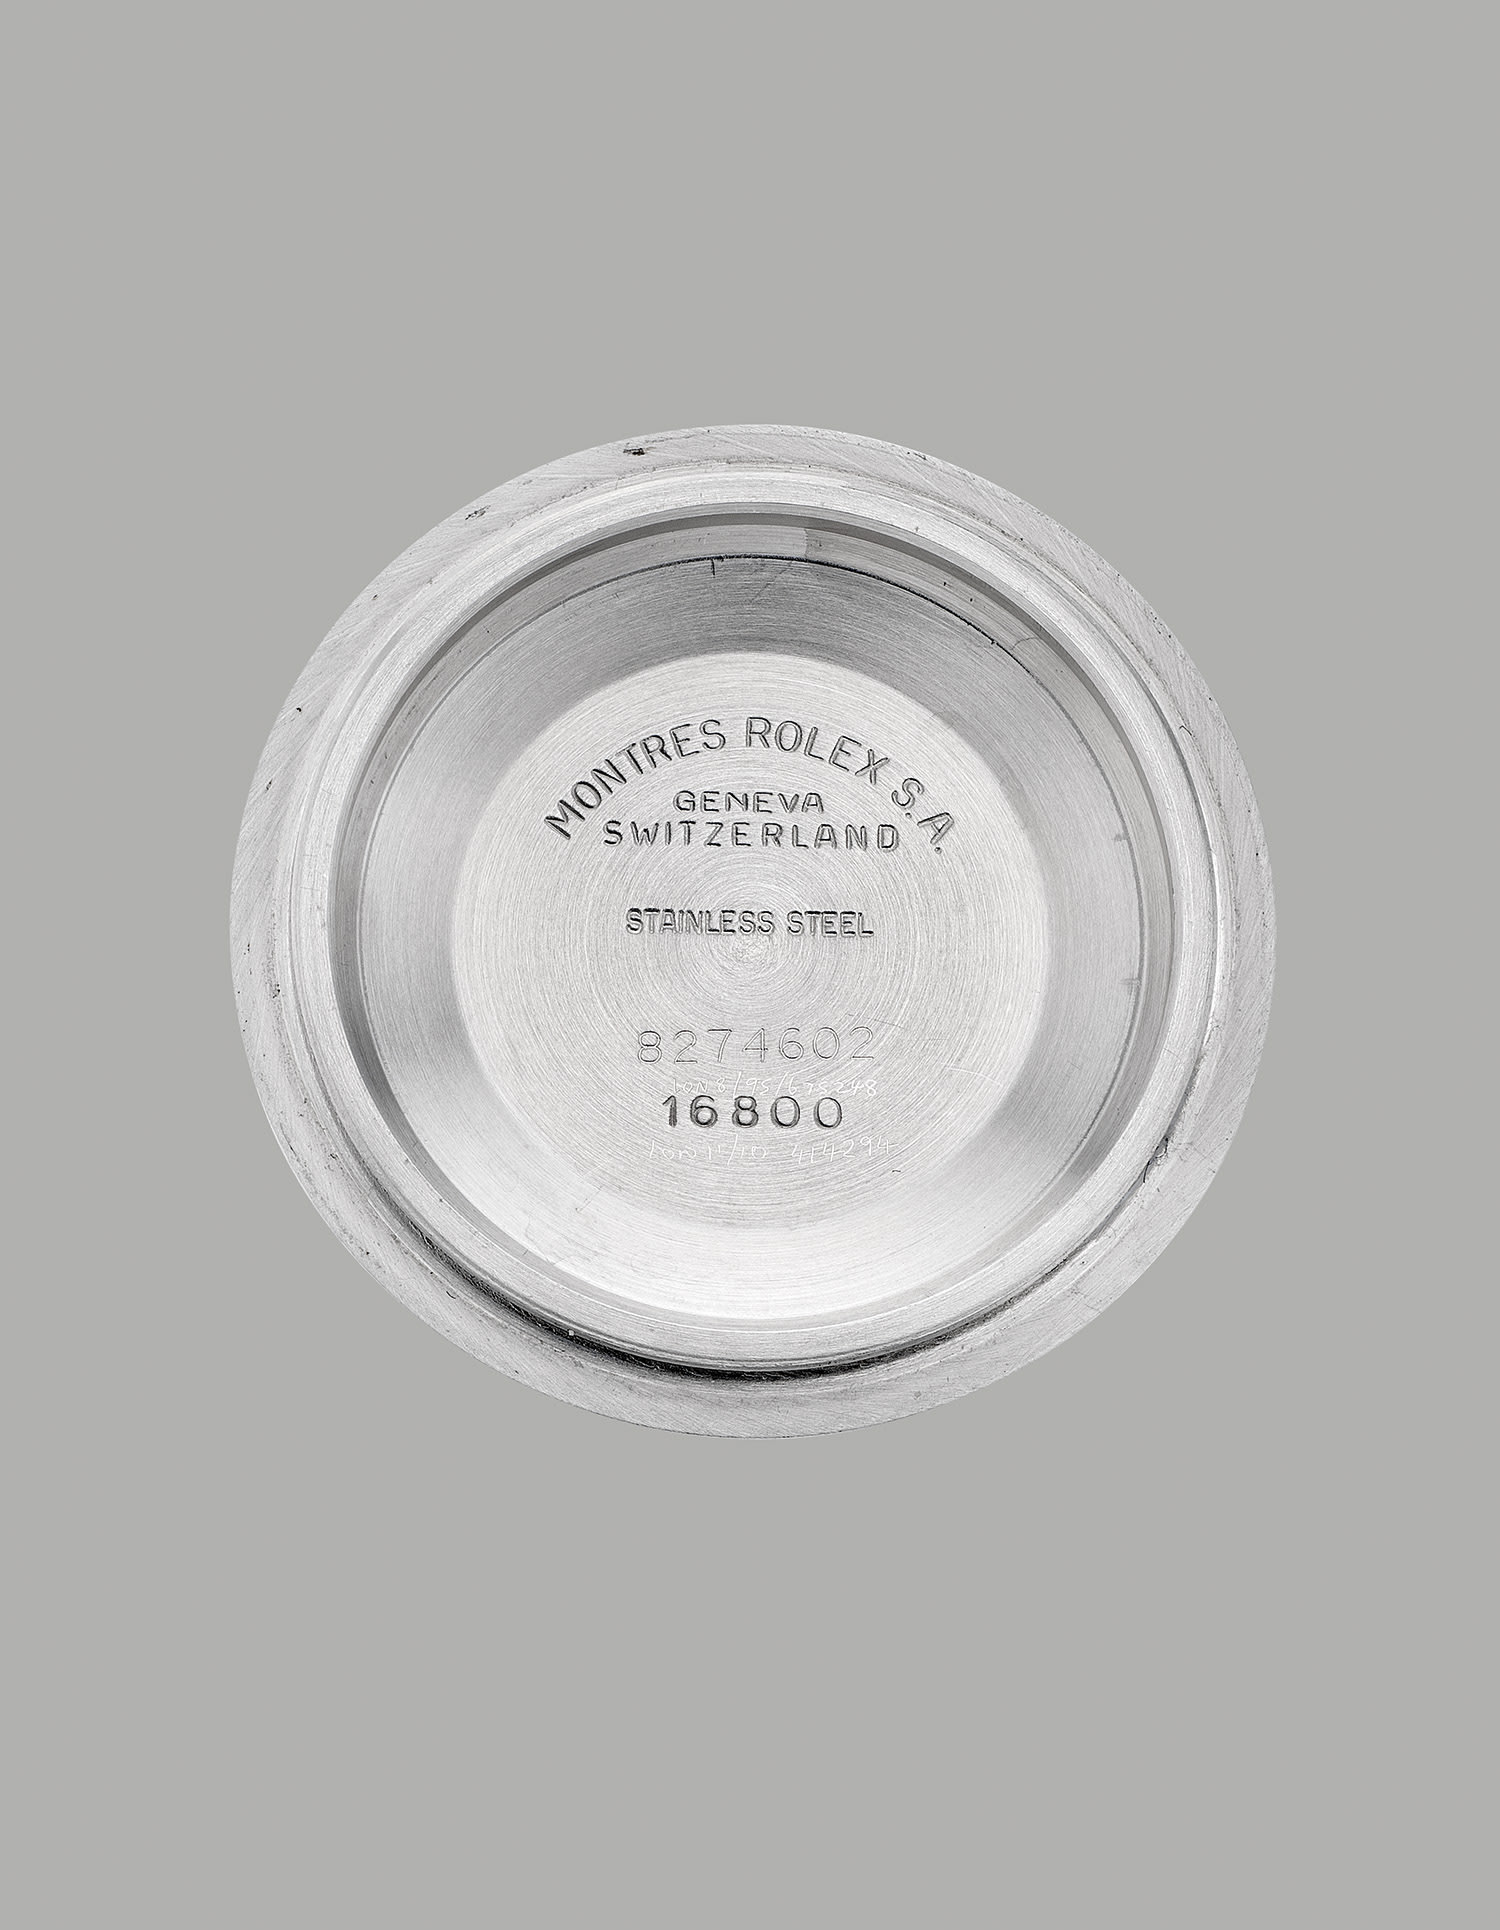 MONTRES ROLEX S.A.
GENEVA
SWITZERLAND
STAINLESS STEEL
8274602
16800